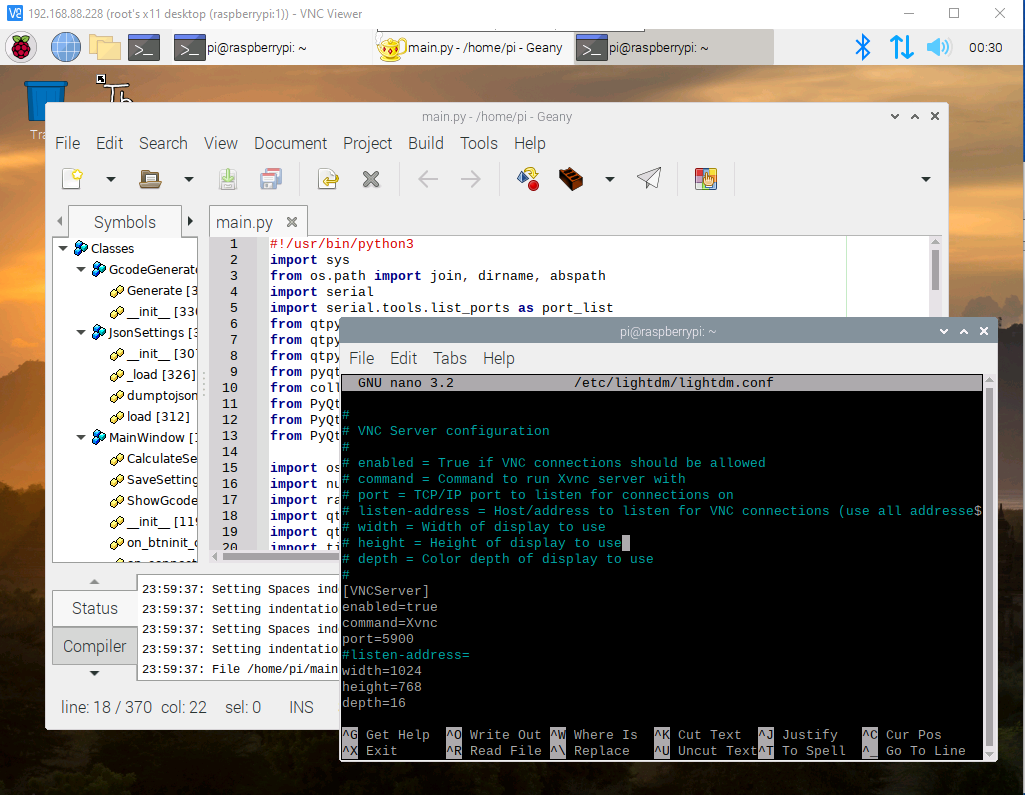 192.168.88.228 (root's x11 desktop (raspberrypi:1)) - VNC Viewer
pi@raspberrypi: ~
main.py - /home/pi - Geany
pi@raspberrypi: ~
00:30
Tra
Th
main.py - /home/pi - Geany
File Edit Search View Document Project Build Tools Help
Symbols
main.py
Classes
GcodeGenerato
Generate [3
__init__ [330
JsonSettings [3
__init__ [307
_load [326]
dumptojson
load [312]
MainWindow [1
CalculateSe
SaveSetting
ShowGcode
__init__ [119
on_btninit_c
1 #!/usr/bin/python3
2 import sys
3 from os.path import join, dirname, abspath
4 import serial
5 import serial.tools.list_ports as port_list
6 from qtpy
7 from qtpy
8 from qtpy
9 from pyqt
10 from coll
11 from PyQt
12 from PyQt
13 from PyQt
14
15 import os
16 import nu
17 import ra
18 import qt
19 import qt
20 import ti
Status
Compiler
23:59:37: Setting Spaces ind
23:59:37: Setting indentatio
23:59:37: Setting Spaces ind
23:59:37: Setting indentatio
23:59:37: File /home/pi/main
line: 18 / 370 col: 22 sel: 0 INS
pi@raspberrypi: ~
File Edit Tabs Help
GNU nano 3.2 /etc/lightdm/lightdm.conf
#
# VNC Server configuration
#
# enabled = True if VNC connections should be allowed
# command = Command to run Xvnc server with
# port = TCP/IP port to listen for connections on
# listen-address = Host/address to listen for VNC connections (use all addresse$
# width = Width of display to use
# height = Height of display to use
# depth = Color depth of display to use
#
[VNCServer]
enabled=true
command=Xvnc
port=5900
#listen-address=
width=1024
height=768
depth=16
^G Get Help ^O Write Out ^W Where Is ^K Cut Text ^J Justify ^C Cur Pos
^X Exit ^R Read File ^\ Replace ^U Uncut Text ^T To Spell ^_ Go To Line